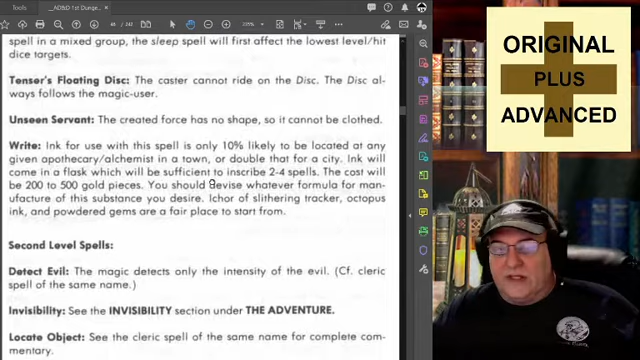 _AD&D 1st Dunge...
46 / 242
205%
spell in a mixed group, the sleep spell will first affect the lowest level/hit
dice targets.
Tenser's Floating Disc: The caster cannot ride on the Disc. The Disc al-
ways follows the magic-user.
Unseen Servant: The created force has no shape, so it cannot be clothed.
Write: Ink for use with this spell is only 10% likely to be located at any
given apothecary/alchemist in a town, or double that for a city. Ink will
come in a flask which will be sufficient to inscribe 2-4 spells. The cost will
be 200 to 500 gold pieces. You should devise whatever formula for man-
ufacture of this substance you desire. Ichor of slithering tracker, octopus
ink, and powdered gems are a fair place to start from.
Second Level Spells:
Detect Evil: The magic detects only the intensity of the evil. (Cf. cleric
spell of the same name.)
Invisibility: See the INVISIBILITY section under THE ADVENTURE.
Locate Object: See the cleric spell of the same name for complete com-
mentary.
ORIGINAL
PLUS
ADVANCED